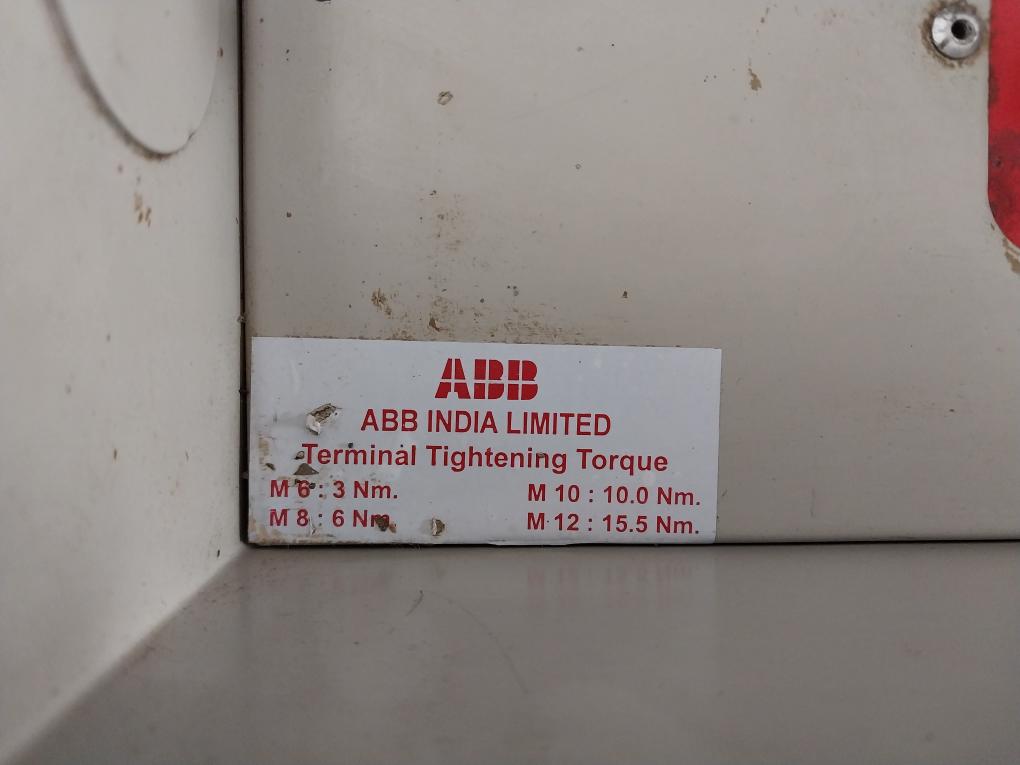 ABB
ABB INDIA LIMITED
Terminal Tightening Torque
M 6 : 3 Nm. M 10 : 10.0 Nm.
M 8 : 6 Nm. M 12 : 15.5 Nm.